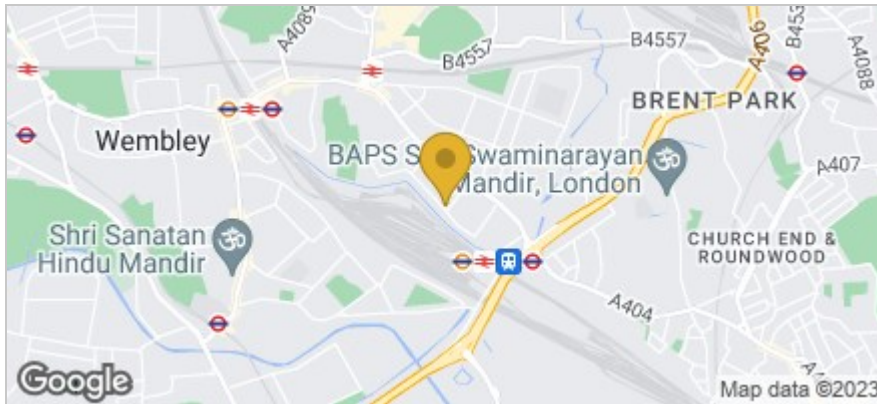 A4089
B4557
B4557
A406
B453
A4088
BRENT PARK
Wembley
BAPS S Swaminarayan
Mandir, London
A407
Shri Sanatan
Hindu Mandir
CHURCH END &
ROUNDWOOD
A404
Google
Map data ©2023